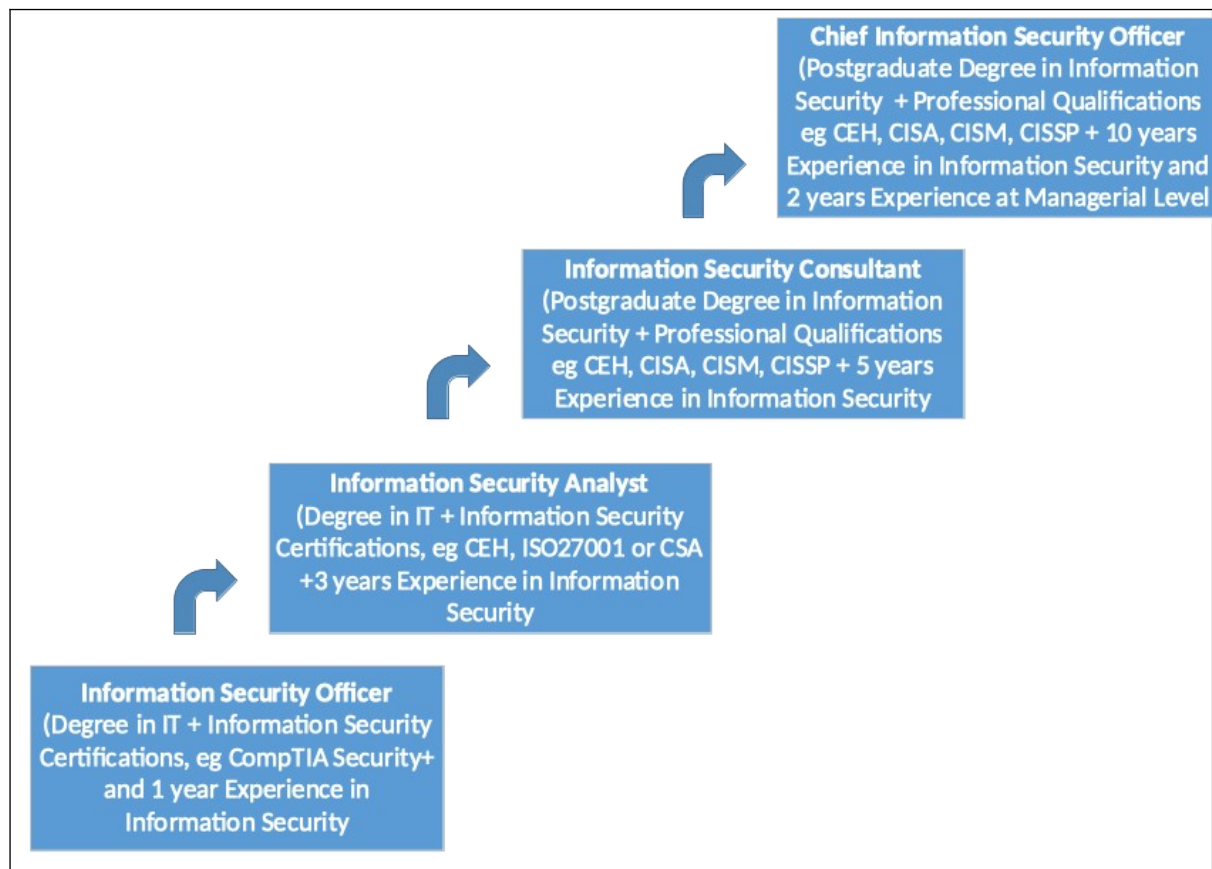 Chief Information Security Officer
(Postgraduate Degree in Information
Security + Professional Qualifications
eg CEH, CISA, CISM, CISSP + 10 years
Experience in Information Security and
2 years Experience at Managerial Level
Information Security Consultant
(Postgraduate Degree in Information
Security + Professional Qualifications
eg CEH, CISA, CISM, CISSP + 5 years
Experience in Information Security
Information Security Analyst
(Degree in IT + Information Security
Certifications, eg CEH, ISO27001 or CSA
+3 years Experience in Information
Security
Information Security Officer
(Degree in IT + Information Security
Certifications, eg CompTIA Security+
and 1 year Experience in
Information Security